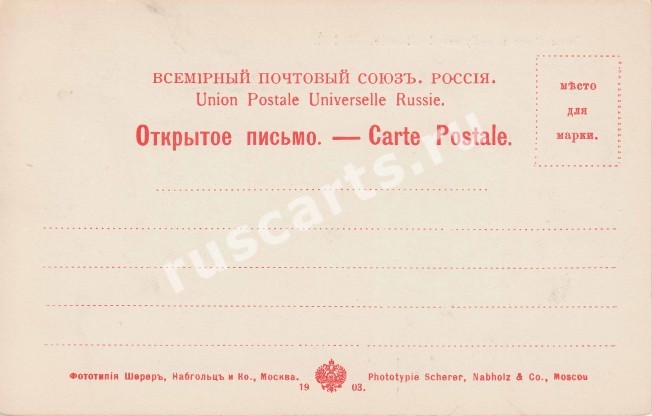 ВСЕМІРНЫЙ ПОЧТОВЫЙ СОЮЗЪ. РОССІЯ.
Union Postale Universelle Russie.
Открытое письмо. — Carte Postale.
мѣсто
для
марки.
ruscarts.ru
Фототипія Шереръ, Набгольцъ и Ко., Москва.
19 03.
Phototypie Scherer, Nabholz & Co., Moscou